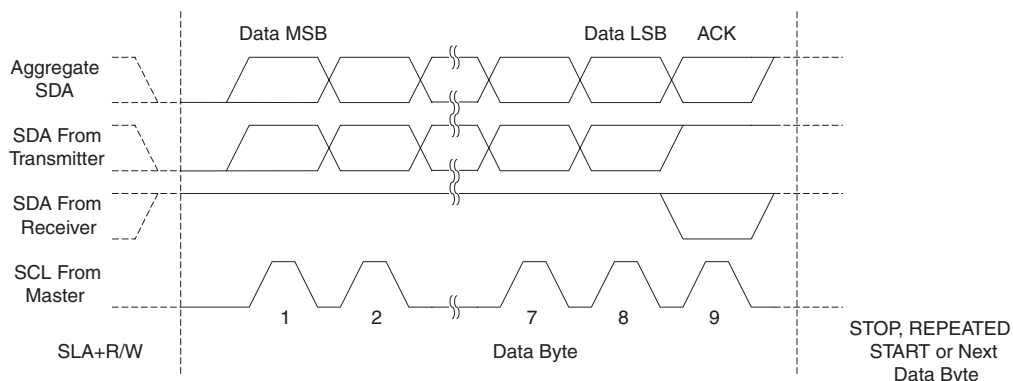 Data MSB
Data LSB
ACK
Aggregate
SDA
SDA From
Transmitter
SDA From
Receiver
SCL From
Master
1
2
7
8
9
SLA+R/W
Data Byte
STOP, REPEATED
START or Next
Data Byte